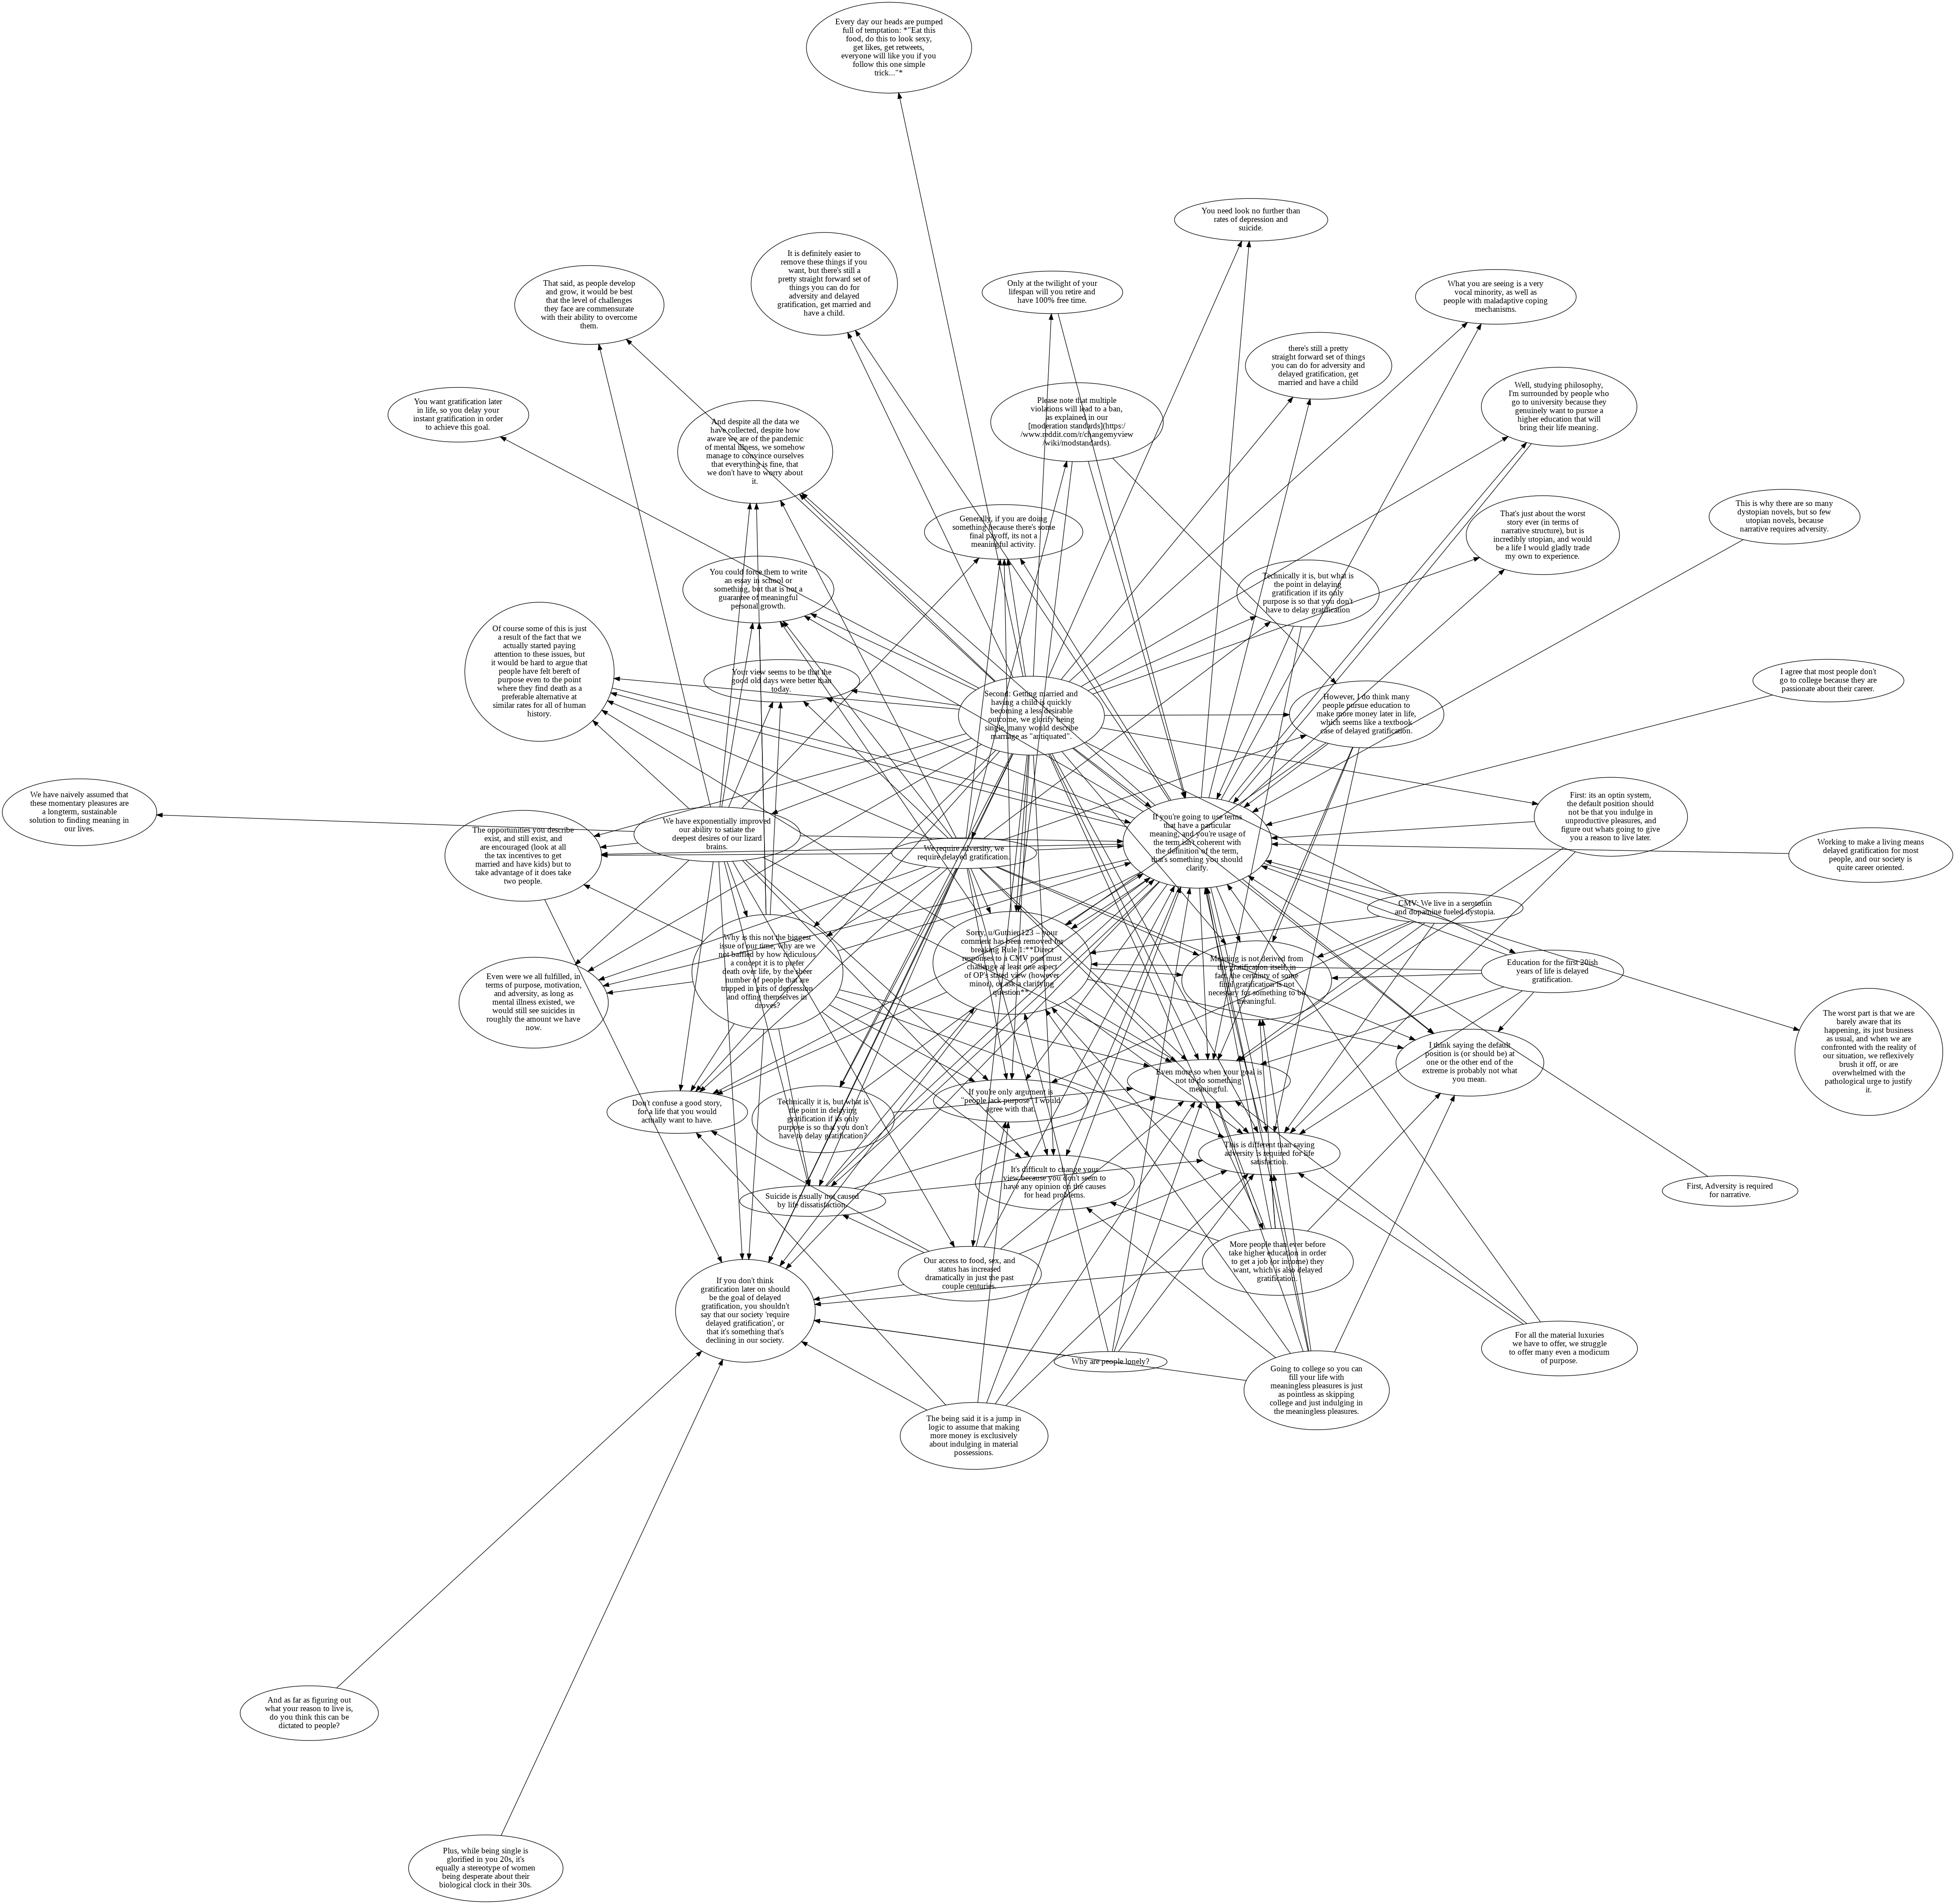 Every day our heads are pumped
full of temptation: *"Eat this
food, do this to look sexy,
get likes, get retweets,
everyone will like you if you
follow this one simple
trick..."*
You need look no further than
rates of depression and
suicide.
It is definitely easier to
remove these things if you
want, but there's still a
pretty straight forward set of
things you can do for
adversity and delayed
gratification, get married and
have a child.
That said, as people develop
and grow, it would be best
that the level of challenges
they face are commensurate
with their ability to overcome
them.
Only at the twilight of your
lifespan will you retire and
have 100% free time.
What you are seeing is a very
vocal minority, as well as
people with maladaptive coping
mechanisms.
there's still a pretty
straight forward set of things
you can do for adversity and
delayed gratification, get
married and have a child
You want gratification later
in life, so you delay your
instant gratification in order
to achieve this goal.
Please note that multiple
violations will lead to a ban,
as explained in our
[moderation standards](https:/
/www.reddit.com/r/changemyview
/wiki/modstandards).
Well, studying philosophy,
I'm surrounded by people who
go to university because they
genuinely want to pursue a
higher education that will
bring their life meaning.
And despite all the data we
have collected, despite how
aware we are of the pandemic
of mental illness, we somehow
manage to convince ourselves
that everything is fine, that
we don't have to worry about
it.
Generally, if you are doing
something because there's some
final payoff, its not a
meaningful activity.
That's just about the worst
story ever (in terms of
narrative structure), but is
incredibly utopian, and would
be a life I would gladly trade
my own to experience.
This is why there are so many
dystopian novels, but so few
utopian novels, because
narrative requires adversity.
You could force them to write
an essay in school or
something, but that is not a
guarantee of meaningful
personal growth.
Technically it is, but what is
the point in delaying
gratification if its only
purpose is so that you don't
have to delay gratification
Of course some of this is just
a result of the fact that we
actually started paying
attention to these issues, but
it would be hard to argue that
people have felt bereft of
purpose even to the point
where they find death as a
preferable alternative at
similar rates for all of human
history.
Your view seems to be that the
good old days were better than
today.
Second: Getting married and
having a child is quickly
becoming a less desirable
outcome, we glorify being
single, many would describe
marriage as "antiquated".
However, I do think many
people pursue education to
make more money later in life,
which seems like a textbook
case of delayed gratification.
I agree that most people don't
go to college because they are
passionate about their career.
We have naively assumed that
these momentary pleasures are
a longterm, sustainable
solution to finding meaning in
our lives.
The opportunities you describe
exist, and still exist, and
are encouraged (look at all
the tax incentives to get
married and have kids) but to
take advantage of it does take
two people.
We have exponentially improved
our ability to satiate the
deepest desires of our lizard
brains.
We require adversity, we
require delayed gratification.
If you're going to use terms
that have a particular
meaning, and you're usage of
the term isn't coherent with
the definition of the term,
that's something you should
clarify.
First: its an optin system,
the default position should
not be that you indulge in
unproductive pleasures, and
figure out whats going to give
you a reason to live later.
Working to make a living means
delayed gratification for most
people, and our society is
quite career oriented.
CMV: We live in a serotonin
and dopamine fueled dystopia.
Why is this not the biggest
issue of our time, why are we
not baffled by how ridiculous
a concept it is to prefer
death over life, by the sheer
number of people that are
trapped in pits of depression
and offing themselves in
droves?
Sorry, u/Guthien123 – your
comment has been removed for
breaking Rule 1:**Direct
responses to a CMV post must
challenge at least one aspect
of OP's stated view (however
minor), or ask a clarifying
question**.
Meaning is not derived from
the gratification itself, in
fact, the certainty of some
final gratification is not
necessary for something to be
meaningful.
Education for the first 20ish
years of life is delayed
gratification.
Even were we all fulfilled, in
terms of purpose, motivation,
and adversity, as long as
mental illness existed, we
would still see suicides in
roughly the amount we have
now.
The worst part is that we are
barely aware that its
happening, its just business
as usual, and when we are
confronted with the reality of
our situation, we reflexively
brush it off, or are
overwhelmed with the
pathological urge to justify
it.
I think saying the default
position is (or should be) at
one or the other end of the
extreme is probably not what
you mean.
Even more so when your goal is
not to do something
meaningful.
If you're only argument is
"people lack purpose" I would
agree with that.
Don't confuse a good story,
for a life that you would
actually want to have.
Technically it is, but what is
the point in delaying
gratification if its only
purpose is so that you don't
have to delay gratification?
This is different than saying
adversity is required for life
satisfaction.
It's difficult to change your
view because you don't seem to
have any opinion on the causes
for head problems.
Suicide is usually not caused
by life dissatisfaction.
First, Adversity is required
for narrative.
Our access to food, sex, and
status has increased
dramatically in just the past
couple centuries.
More people than ever before
take higher education in order
to get a job (or income) they
want, which is also delayed
gratification.
If you don't think
gratification later on should
be the goal of delayed
gratification, you shouldn't
say that our society 'require
delayed gratification', or
that it's something that's
declining in our society.
For all the material luxuries
we have to offer, we struggle
to offer many even a modicum
of purpose.
Why are people lonely?
Going to college so you can
fill your life with
meaningless pleasures is just
as pointless as skipping
college and just indulging in
the meaningless pleasures.
The being said it is a jump in
logic to assume that making
more money is exclusively
about indulging in material
possessions.
And as far as figuring out
what your reason to live is,
do you think this can be
dictated to people?
Plus, while being single is
glorified in you 20s, it's
equally a stereotype of women
being desperate about their
biological clock in their 30s.